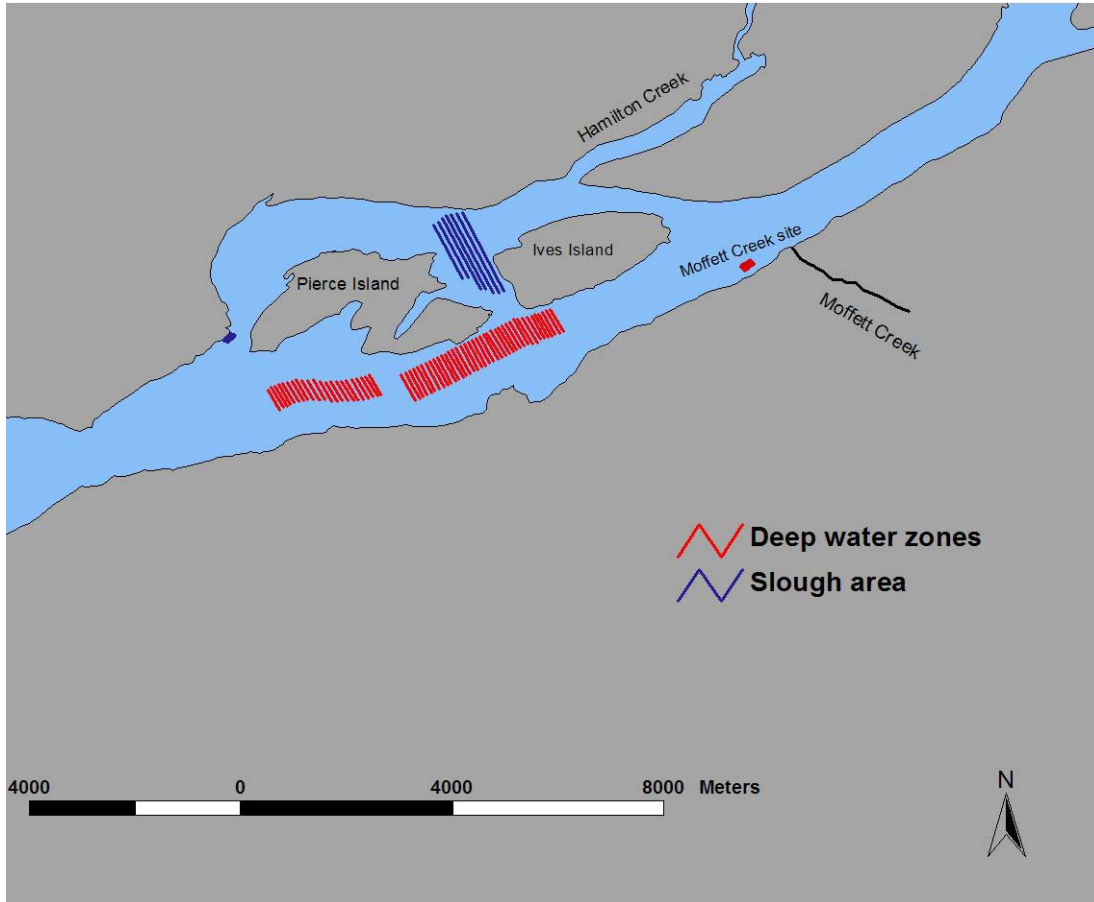 Hamilton Creek
Ives Island
Moffett Creek site
Pierce Island
Moffett Creek
Deep water zones
Slough area
4000 0 4000 8000 Meters
N